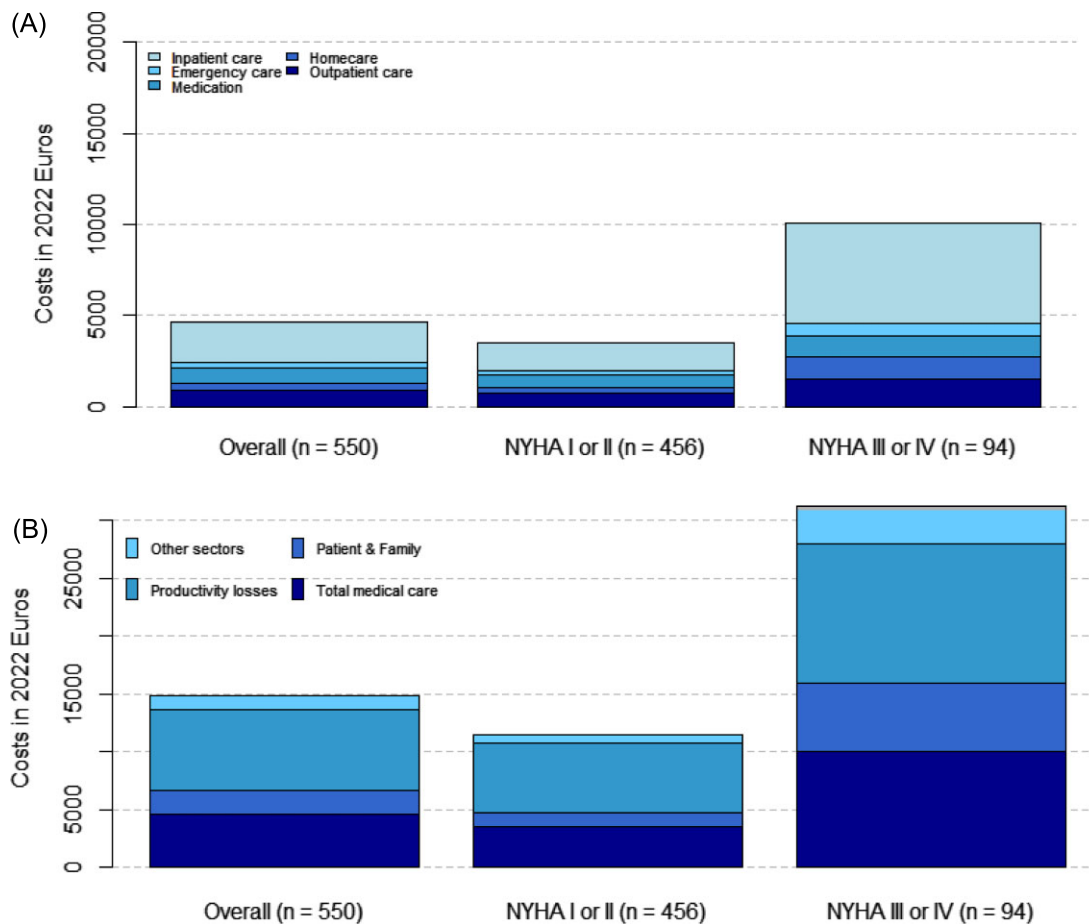 (A)
20000
15000
10000
5000
0
Costs in 2022 Euros
Inpatient care
Emergency care
Medication
Homecare
Outpatient care
Overall (n = 550)
NYHA I or II (n = 456)
NYHA III or IV (n = 94)
(B)
25000
15000
5000
0
Costs in 2022 Euros
Other sectors
Productivity losses
Patient & Family
Total medical care
Overall (n = 550)
NYHA I or II (n = 456)
NYHA III or IV (n = 94)